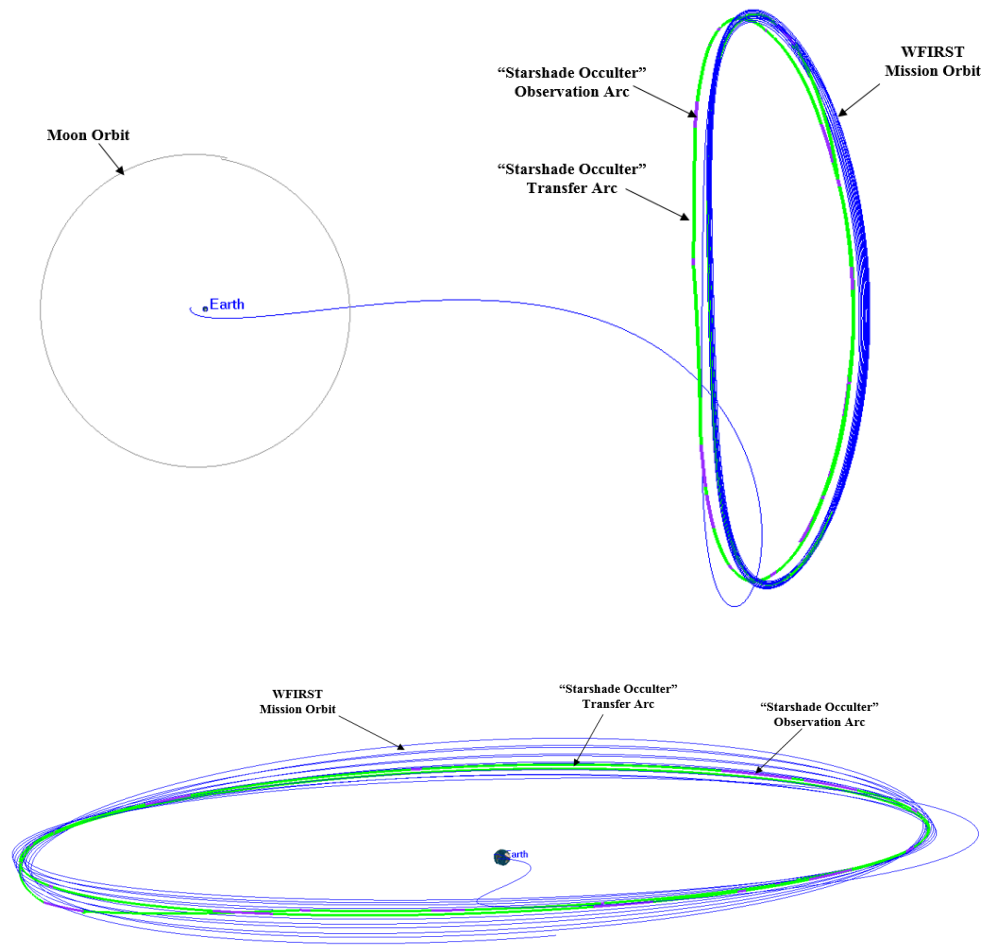 “Starshade Occulter”
Observation Arc
WFIRST
Mission Orbit
Moon Orbit
“Starshade Occulter”
Transfer Arc
Earth
WFIRST
Mission Orbit
“Starshade Occulter”
Transfer Arc
“Starshade Occulter”
Observation Arc
Earth